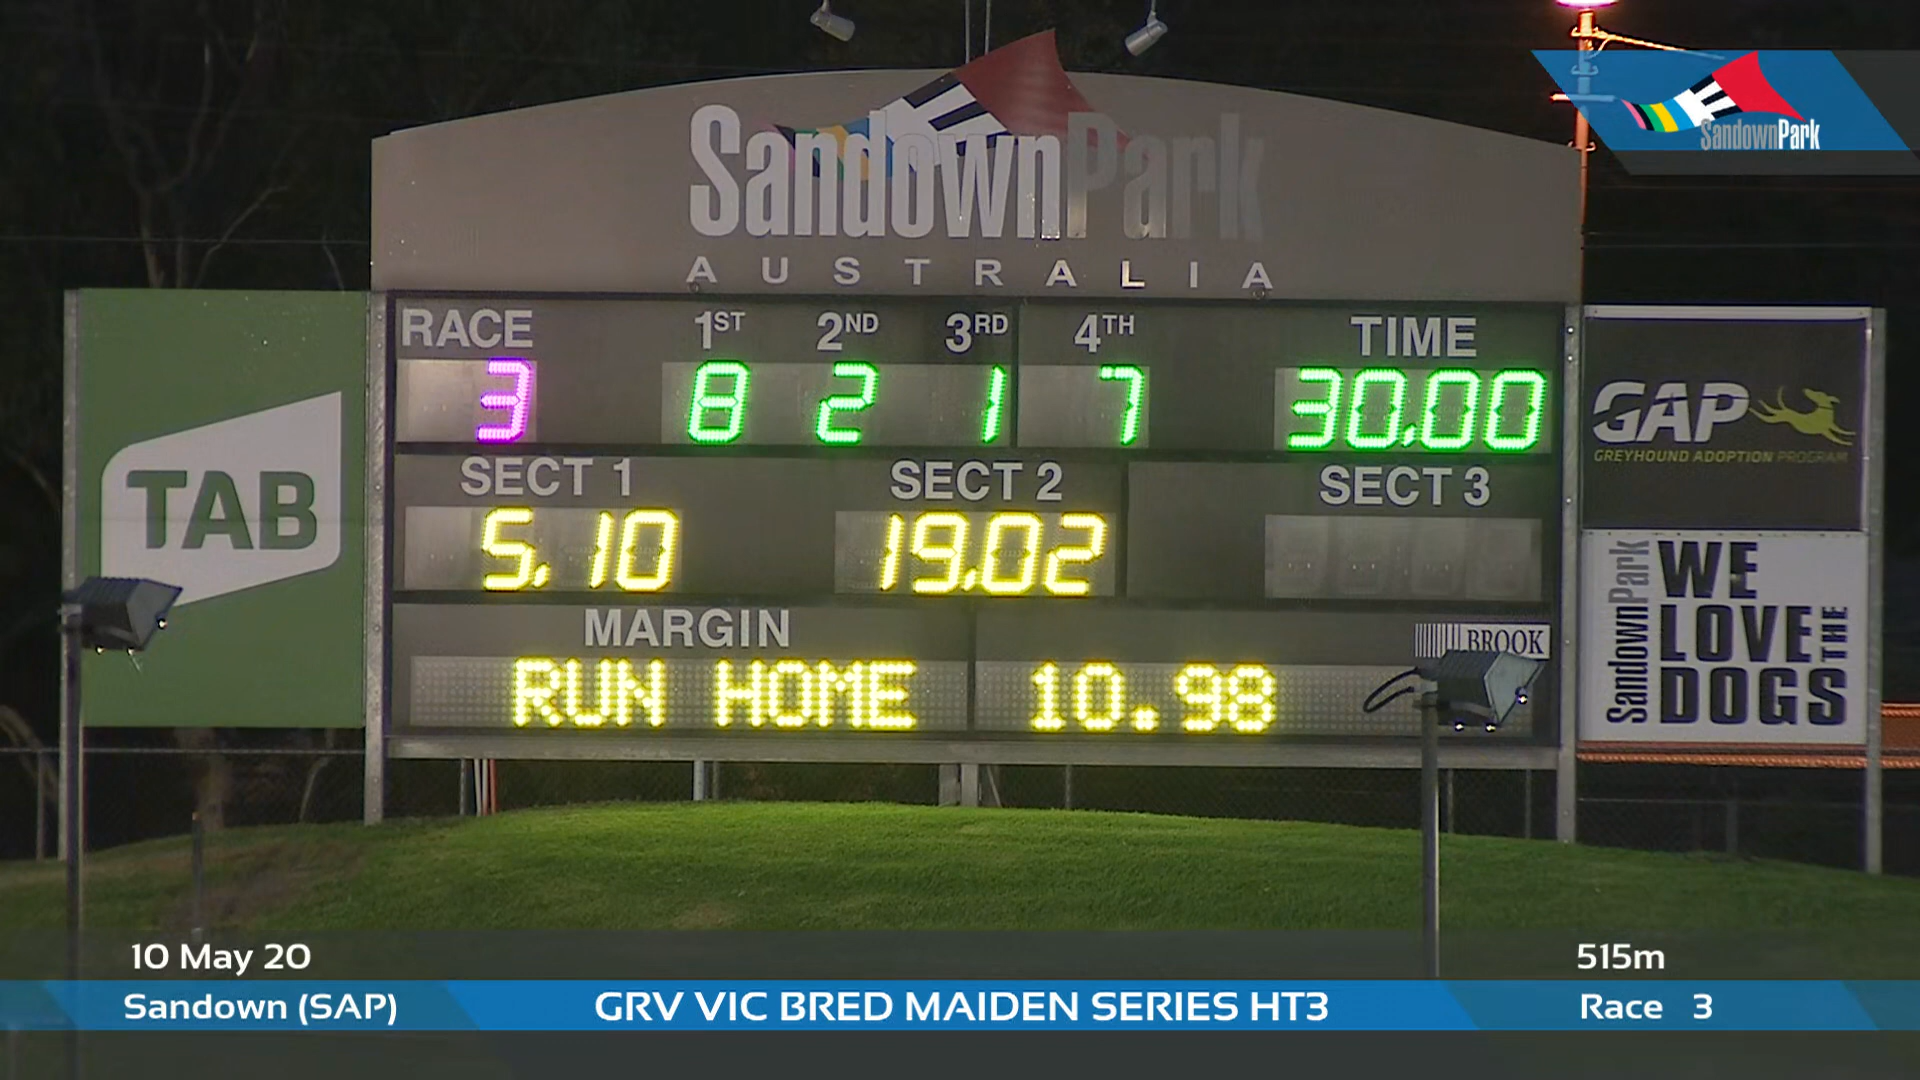 SandownPark
SandownPark
AUSTRALIA
RACE 1ST 2ND 3RD 4TH TIME
3 8 2 1 7 30.00
SECT 1 SECT 2 SECT 3
5.10 19.02
MARGIN
BROOK
RUN HOME 10.98
TAB
GAP
GREYHOUND ADOPTION PROGRAM
SandownPark
WE
LOVE THE
DOGS
10 May 20 515m
Sandown (SAP) GRV VIC BRED MAIDEN SERIES HT3 Race 3